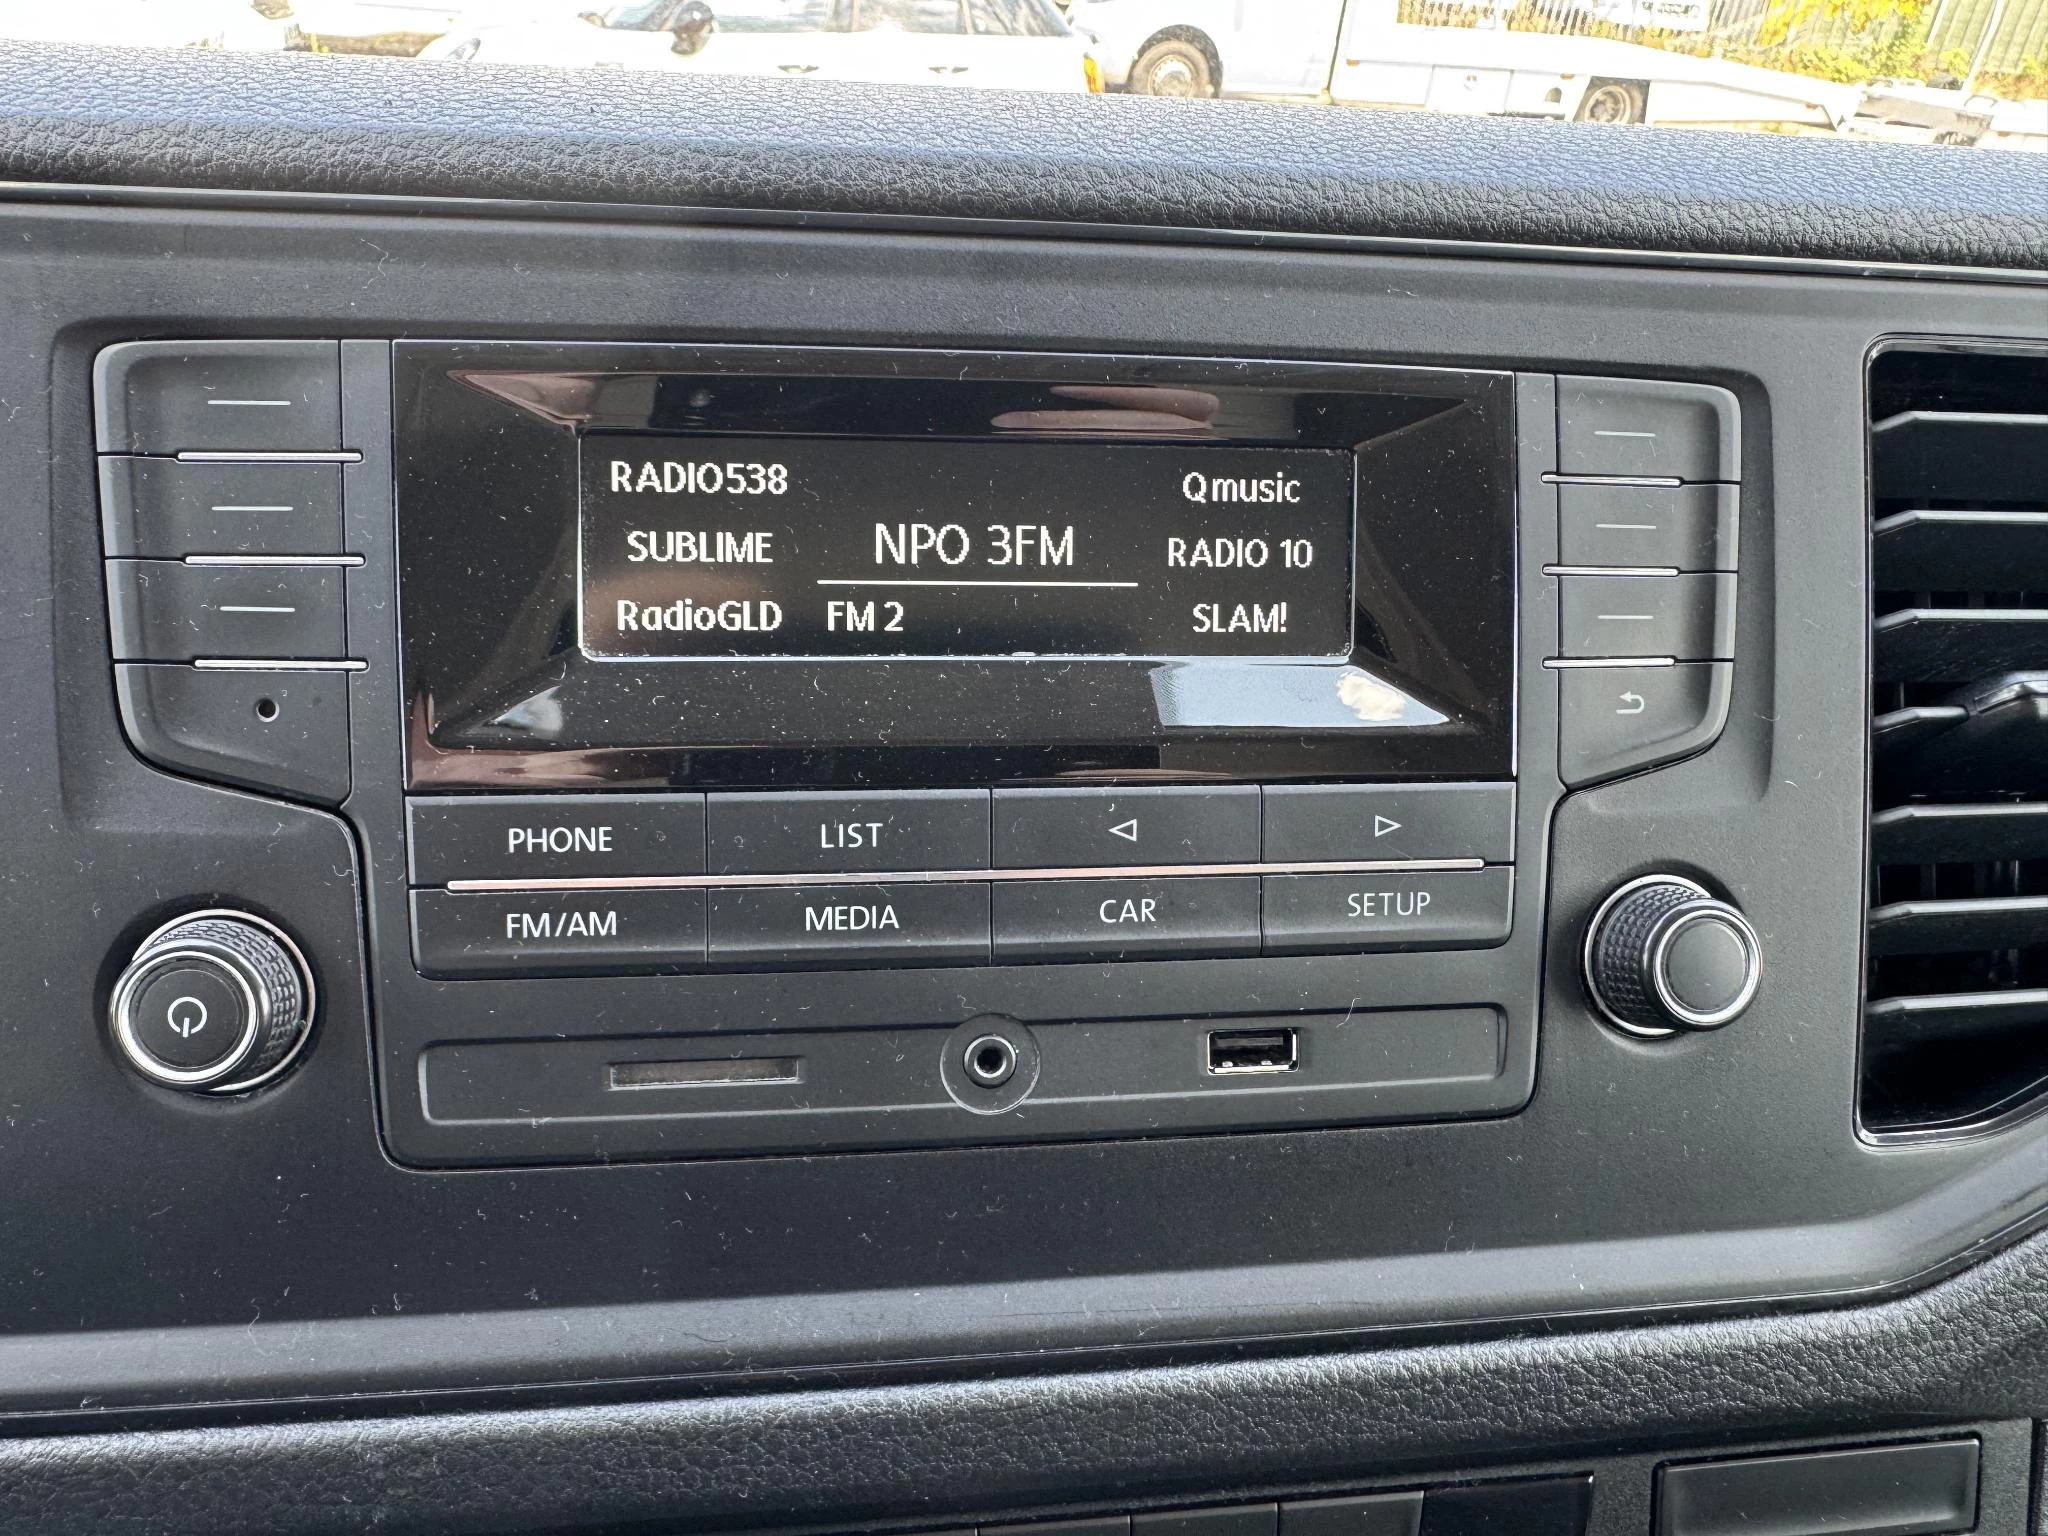 RADIO538
Qmusic
SUBLIME
NPO 3FM
RADIO 10
RadioGLD
FM 2
SLAM!
PHONE
LIST
FM/AM
MEDIA
CAR
SETUP